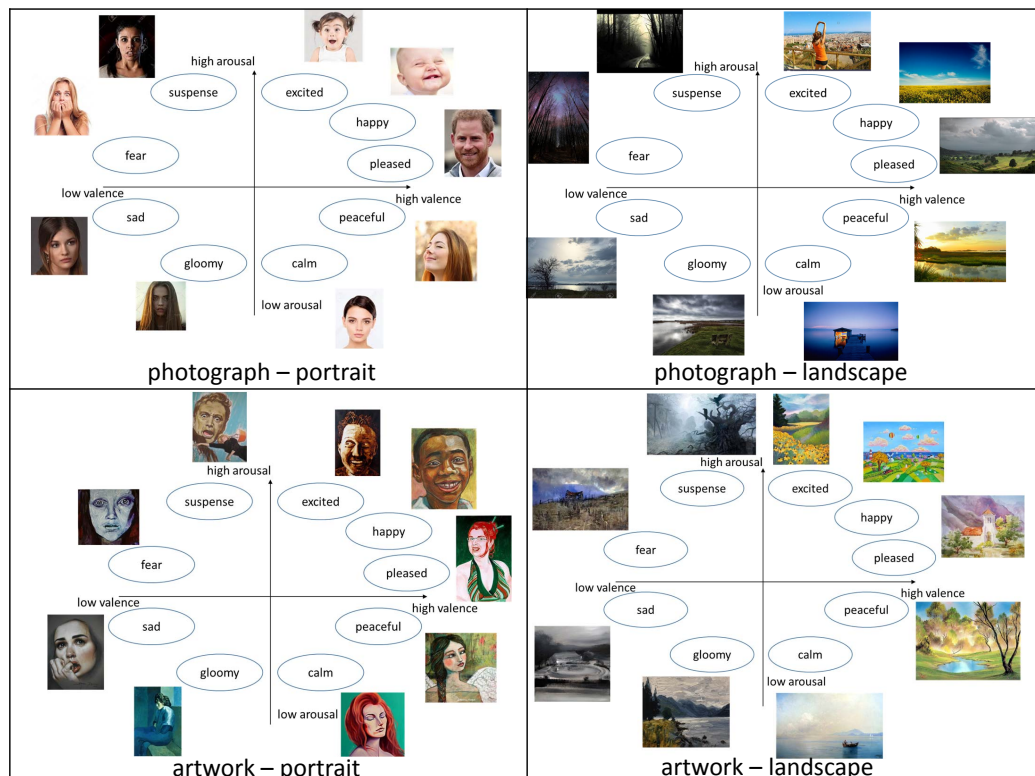 high arousal
suspense
excited
happy
fear
pleased
low valence
high valence
sad
peaceful
gloomy
calm
low arousal
photograph – portrait
high arousal
suspense
excited
happy
fear
pleased
low valence
high valence
sad
peaceful
gloomy
calm
low arousal
photograph – landscape
high arousal
suspense
excited
happy
fear
pleased
low valence
high valence
sad
peaceful
gloomy
calm
low arousal
artwork – portrait
high arousal
suspense
excited
happy
fear
pleased
low valence
high valence
sad
peaceful
gloomy
calm
low arousal
artwork – landscape